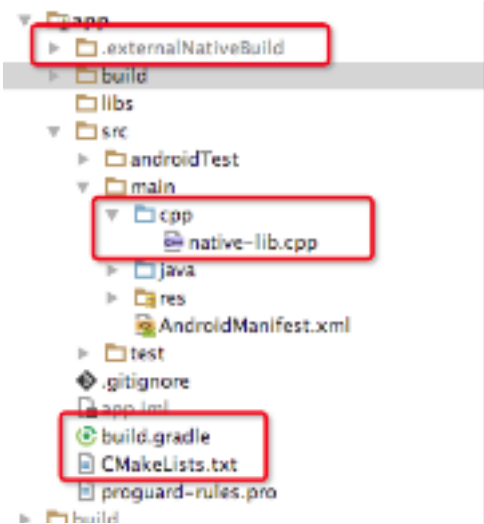 app
.externalNativeBuild
build
libs
src
androidTest
main
cpp
native-lib.cpp
java
res
AndroidManifest.xml
test
.gitignore
app.iml
build.gradle
CMakeLists.txt
proguard-rules.pro
build